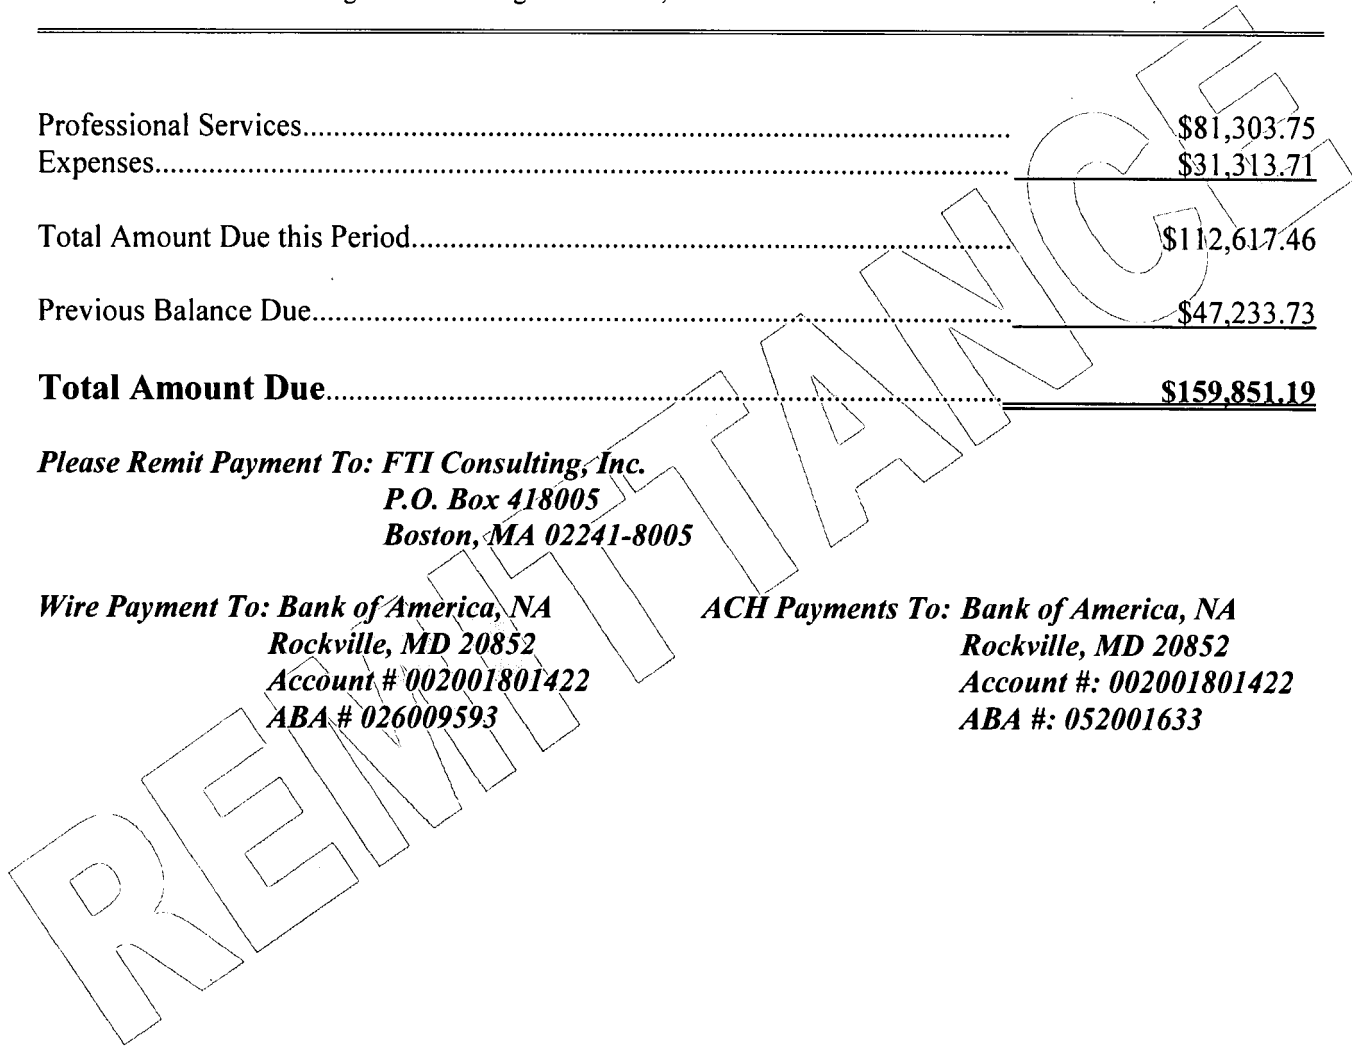 Professional Services........................................................................................... $81,303.75
Expenses.............................................................................................................. $31,313.71
Total Amount Due this Period............................................................................. $112,617.46
Previous Balance Due.......................................................................................... $47,233.73
Total Amount Due....................................................................................... $159,851.19
Please Remit Payment To: FTI Consulting, Inc.
P.O. Box 418005
Boston, MA 02241-8005
Wire Payment To: Bank of America, NA
Rockville, MD 20852
Account # 002001801422
ABA # 026009593
ACH Payments To: Bank of America, NA
Rockville, MD 20852
Account #: 002001801422
ABA #: 052001633
REMITTANCE